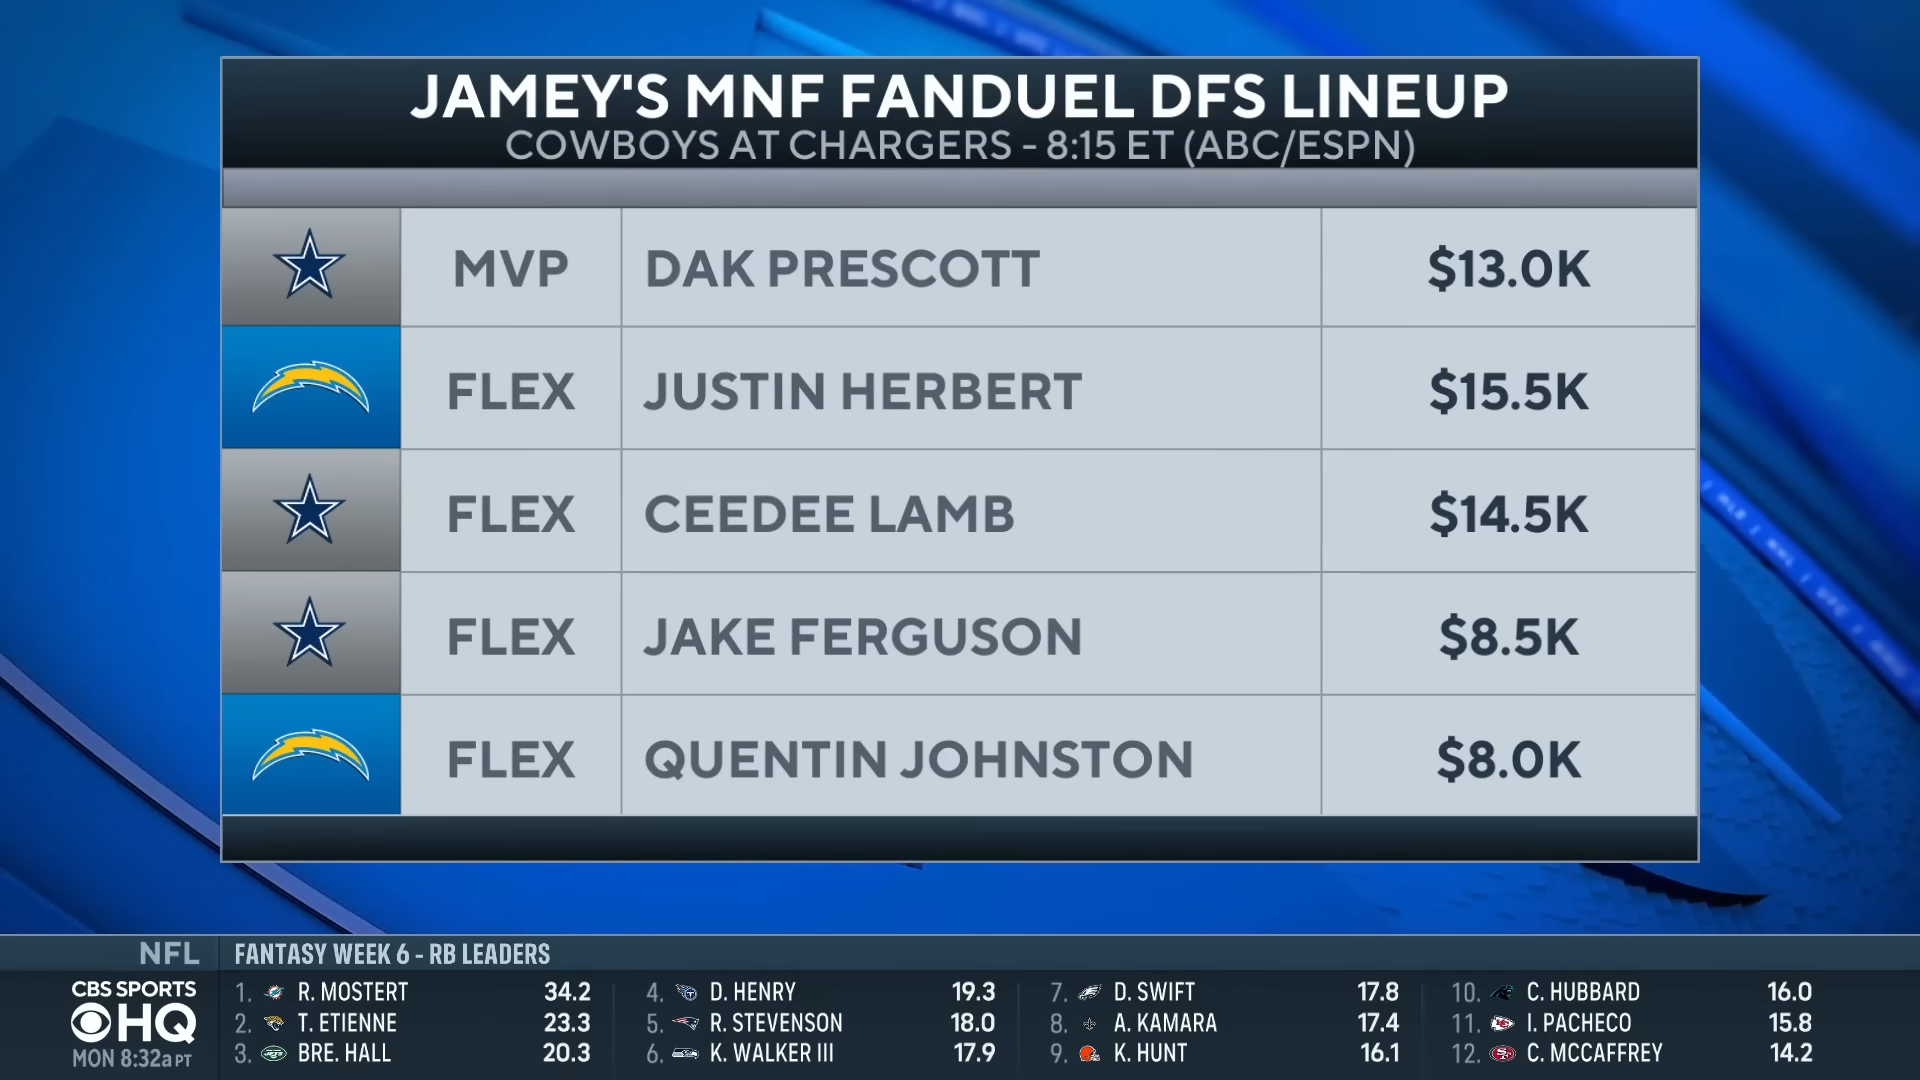 JAMEY'S MNF FANDUEL DFS LINEUP
COWBOYS AT CHARGERS - 8:15 ET (ABC/ESPN)
MVP DAK PRESCOTT $13.0K
FLEX JUSTIN HERBERT $15.5K
FLEX CEEDEE LAMB $14.5K
FLEX JAKE FERGUSON $8.5K
FLEX QUENTIN JOHNSTON $8.0K
NFL FANTASY WEEK 6 - RB LEADERS
CBS SPORTS
HQ
MON 8:32a PT
1. R. MOSTERT 34.2
2. T. ETIENNE 23.3
3. BRE. HALL 20.3
4. D. HENRY 19.3
5. R. STEVENSON 18.0
6. K. WALKER III 17.9
7. D. SWIFT 17.8
8. A. KAMARA 17.4
9. K. HUNT 16.1
10. C. HUBBARD 16.0
11. I. PACHECO 15.8
12. C. MCCAFFREY 14.2